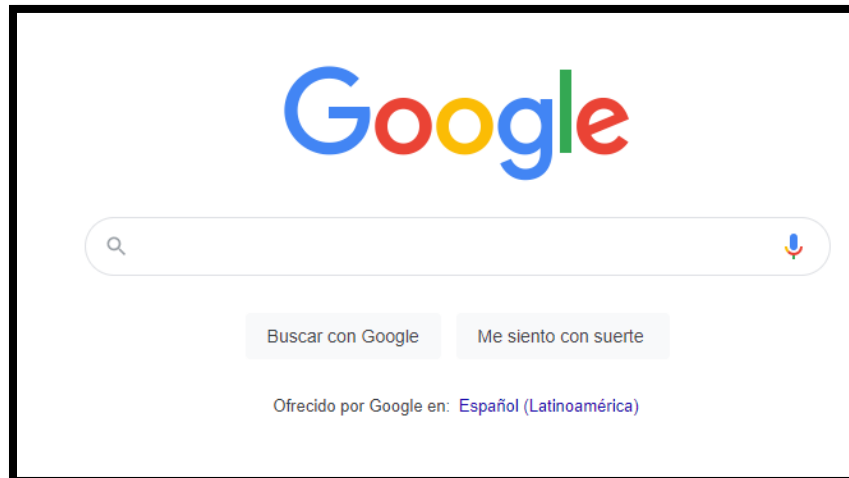 Google
Buscar con Google Me siento con suerte
Ofrecido por Google en: Español (Latinoamérica)